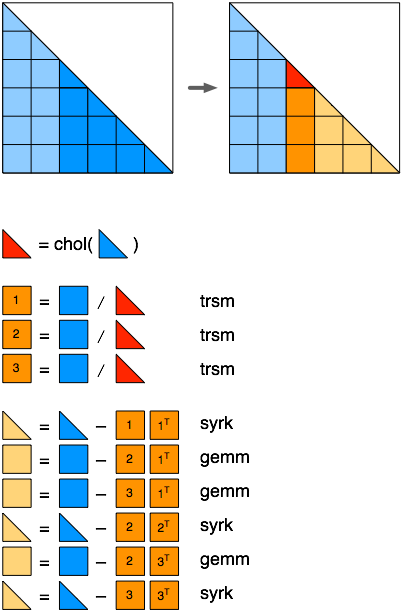 = chol( )
1 = / trsm
2 = / trsm
3 = / trsm
= − 1 1ᵀ syrk
= − 2 1ᵀ gemm
= − 3 1ᵀ gemm
= − 2 2ᵀ syrk
= − 2 3ᵀ gemm
= − 3 3ᵀ syrk